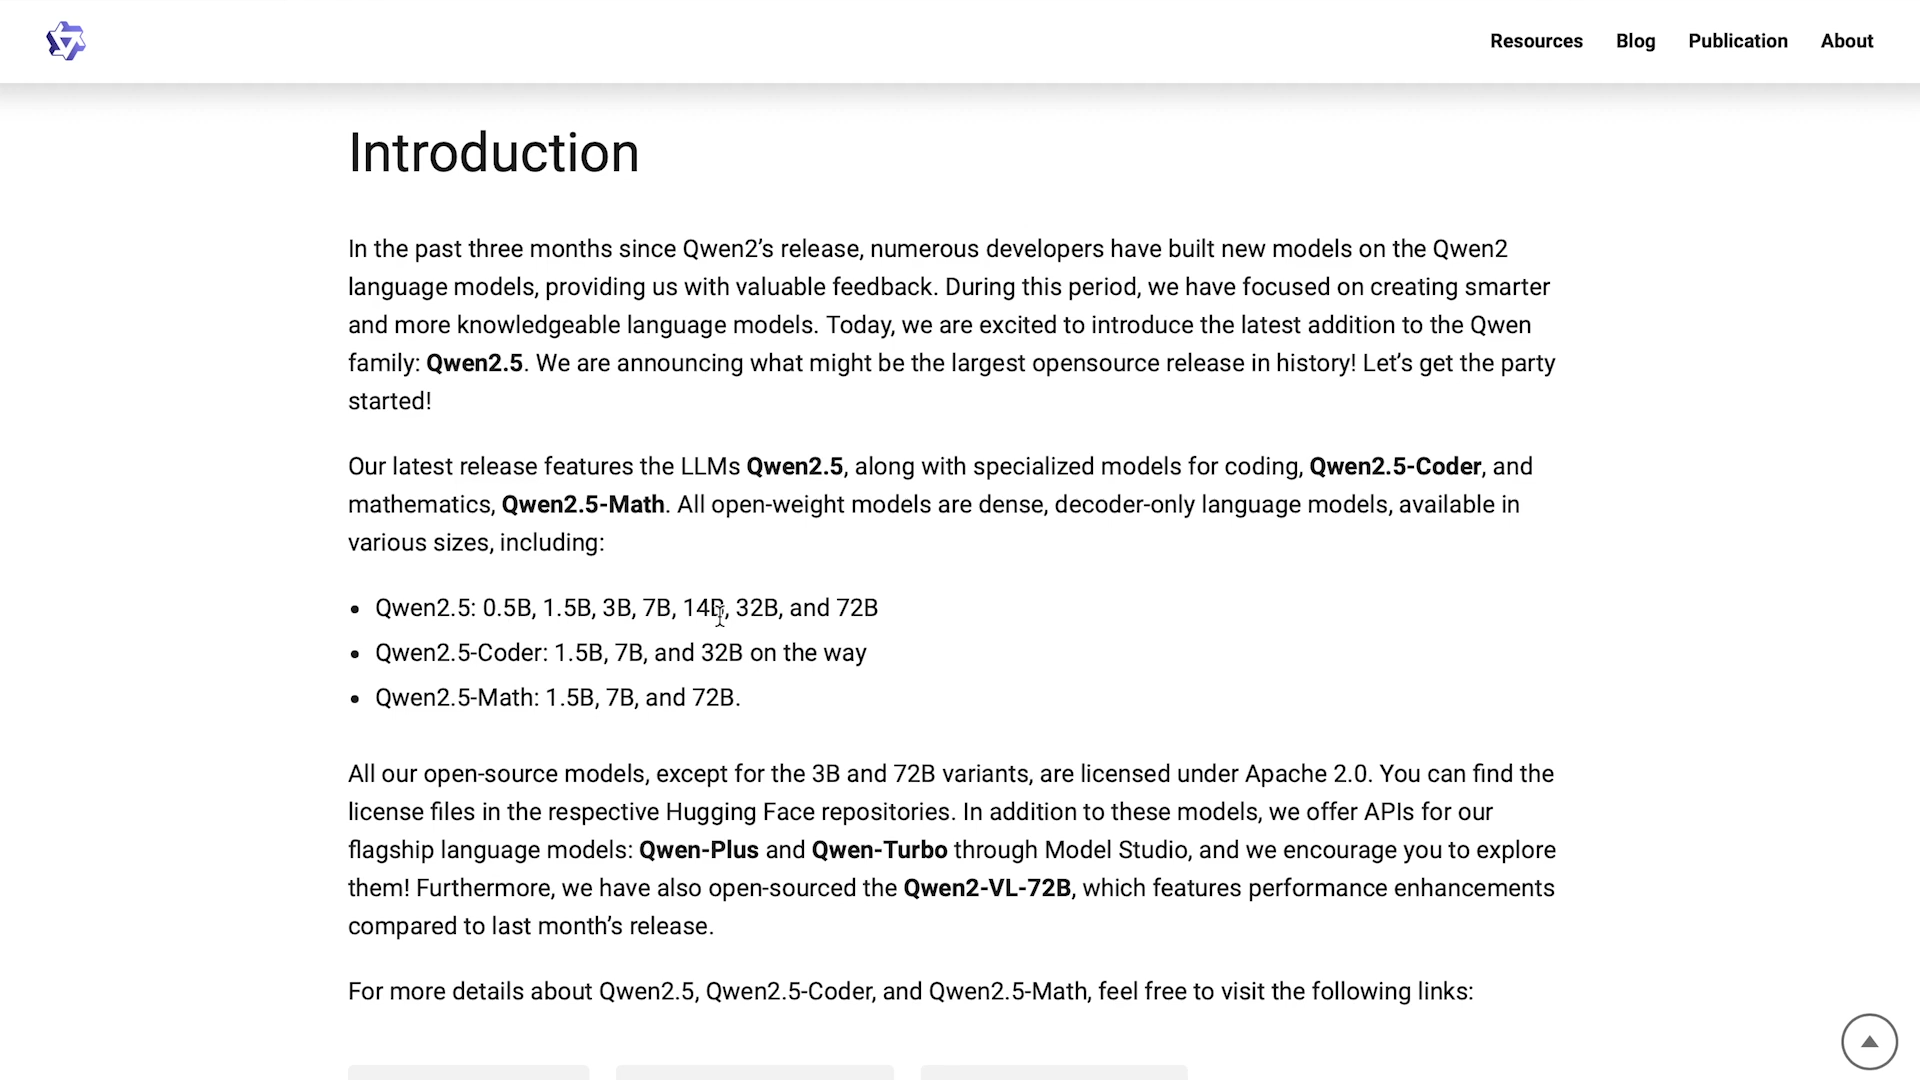 Resources Blog Publication About
Introduction
In the past three months since Qwen2’s release, numerous developers have built new models on the Qwen2
language models, providing us with valuable feedback. During this period, we have focused on creating smarter
and more knowledgeable language models. Today, we are excited to introduce the latest addition to the Qwen
family: Qwen2.5. We are announcing what might be the largest opensource release in history! Let’s get the party
started!
Our latest release features the LLMs Qwen2.5, along with specialized models for coding, Qwen2.5-Coder, and
mathematics, Qwen2.5-Math. All open-weight models are dense, decoder-only language models, available in
various sizes, including:
• Qwen2.5: 0.5B, 1.5B, 3B, 7B, 14B, 32B, and 72B
• Qwen2.5-Coder: 1.5B, 7B, and 32B on the way
• Qwen2.5-Math: 1.5B, 7B, and 72B.
All our open-source models, except for the 3B and 72B variants, are licensed under Apache 2.0. You can find the
license files in the respective Hugging Face repositories. In addition to these models, we offer APIs for our
flagship language models: Qwen-Plus and Qwen-Turbo through Model Studio, and we encourage you to explore
them! Furthermore, we have also open-sourced the Qwen2-VL-72B, which features performance enhancements
compared to last month’s release.
For more details about Qwen2.5, Qwen2.5-Coder, and Qwen2.5-Math, feel free to visit the following links: